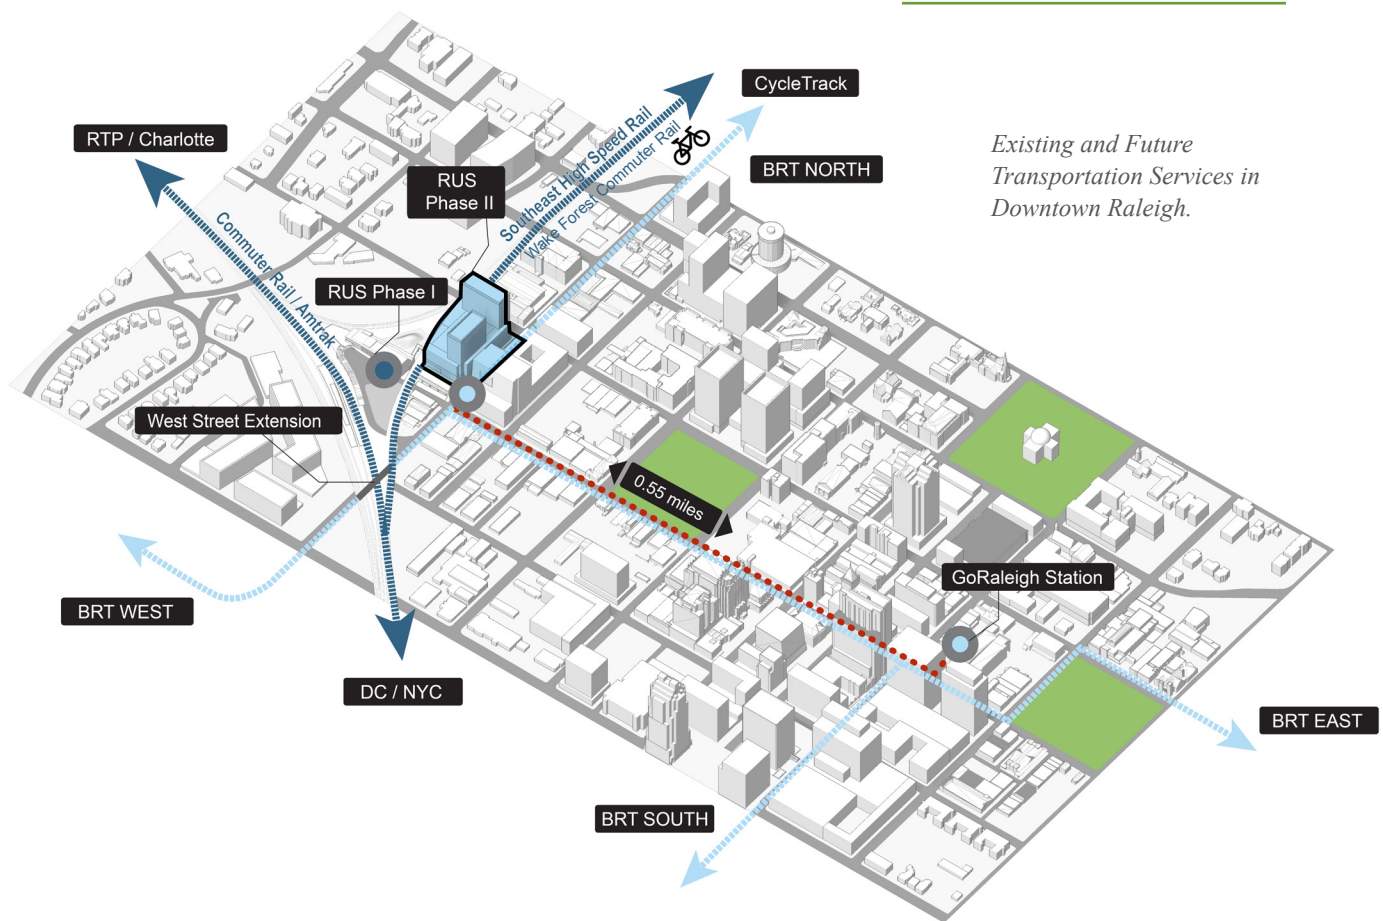 CycleTrack
RTP / Charlotte
Southeast High Speed Rail
Wake Forest Commuter Rail
BRT NORTH
Existing and Future
Transportation Services in
Downtown Raleigh.
RUS
Phase II
Commuter Rail / Amtrak
RUS Phase I
West Street Extension
0.55 miles
GoRaleigh Station
BRT WEST
DC / NYC
BRT EAST
BRT SOUTH